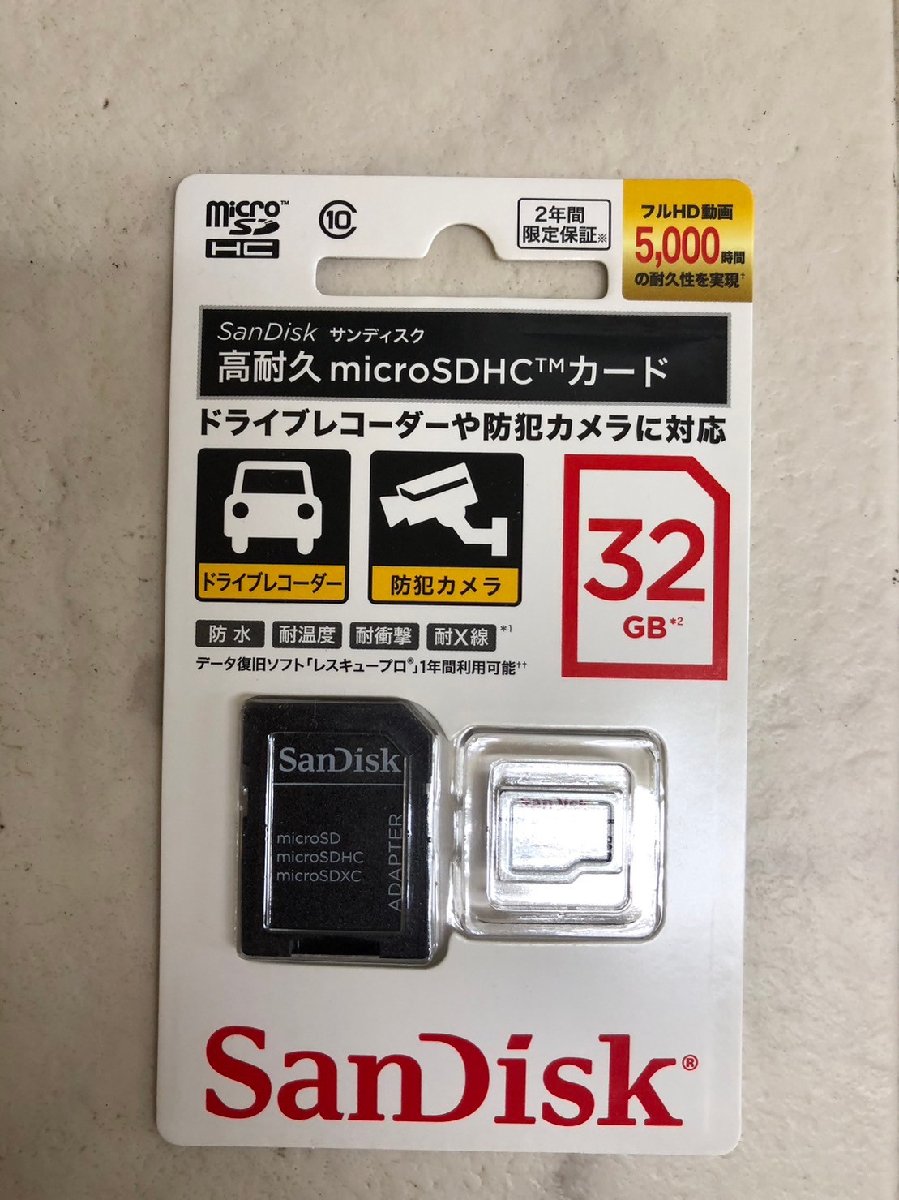 micro™
SD
HC
10
2年間
限定保証※
フルHD動画
5,000時間
の耐久性を実現†
SanDisk サンディスク
高耐久 microSDHC™カード
ドライブレコーダーや防犯カメラに対応
ドライブレコーダー
防犯カメラ
32
GB*2
防水 耐温度 耐衝撃 耐X線 *1
データ復旧ソフト「レスキュープロ®」1年間利用可能††
SanDisk
microSD
microSDHC
microSDXC
ADAPTER
SanDisk
SanDisk®